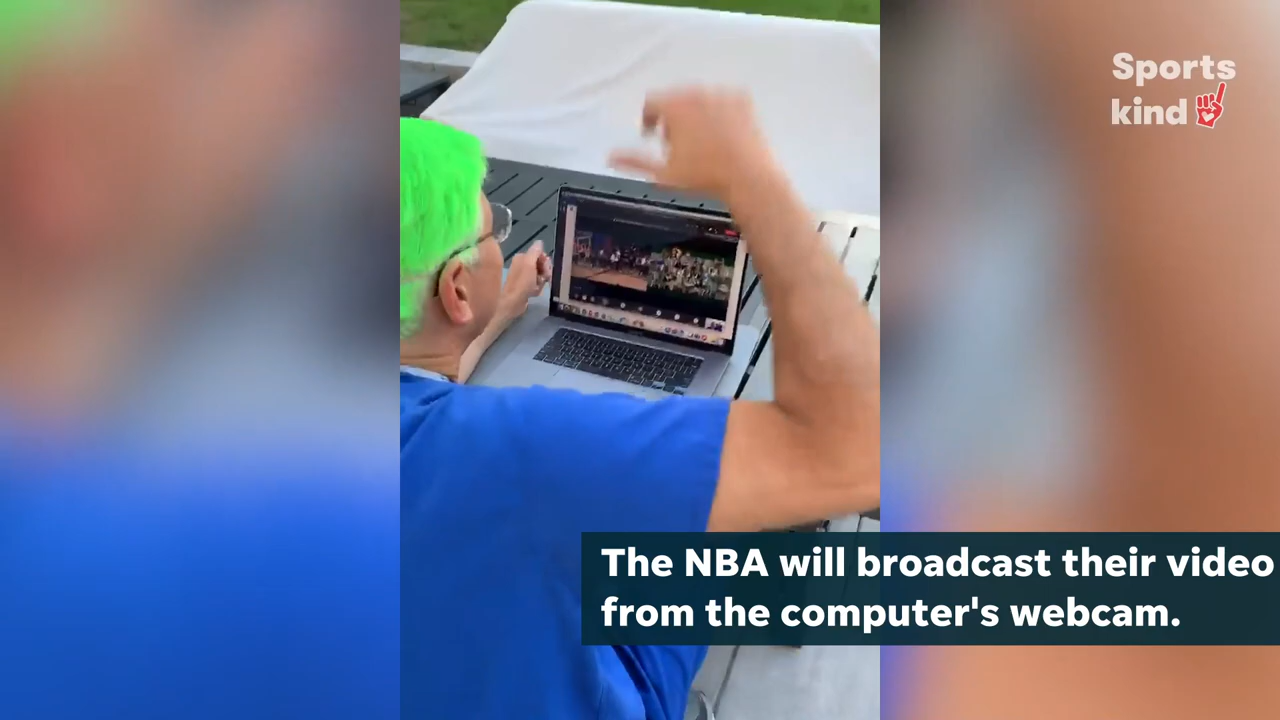 Sports
kind
The NBA will broadcast their video
from the computer's webcam.